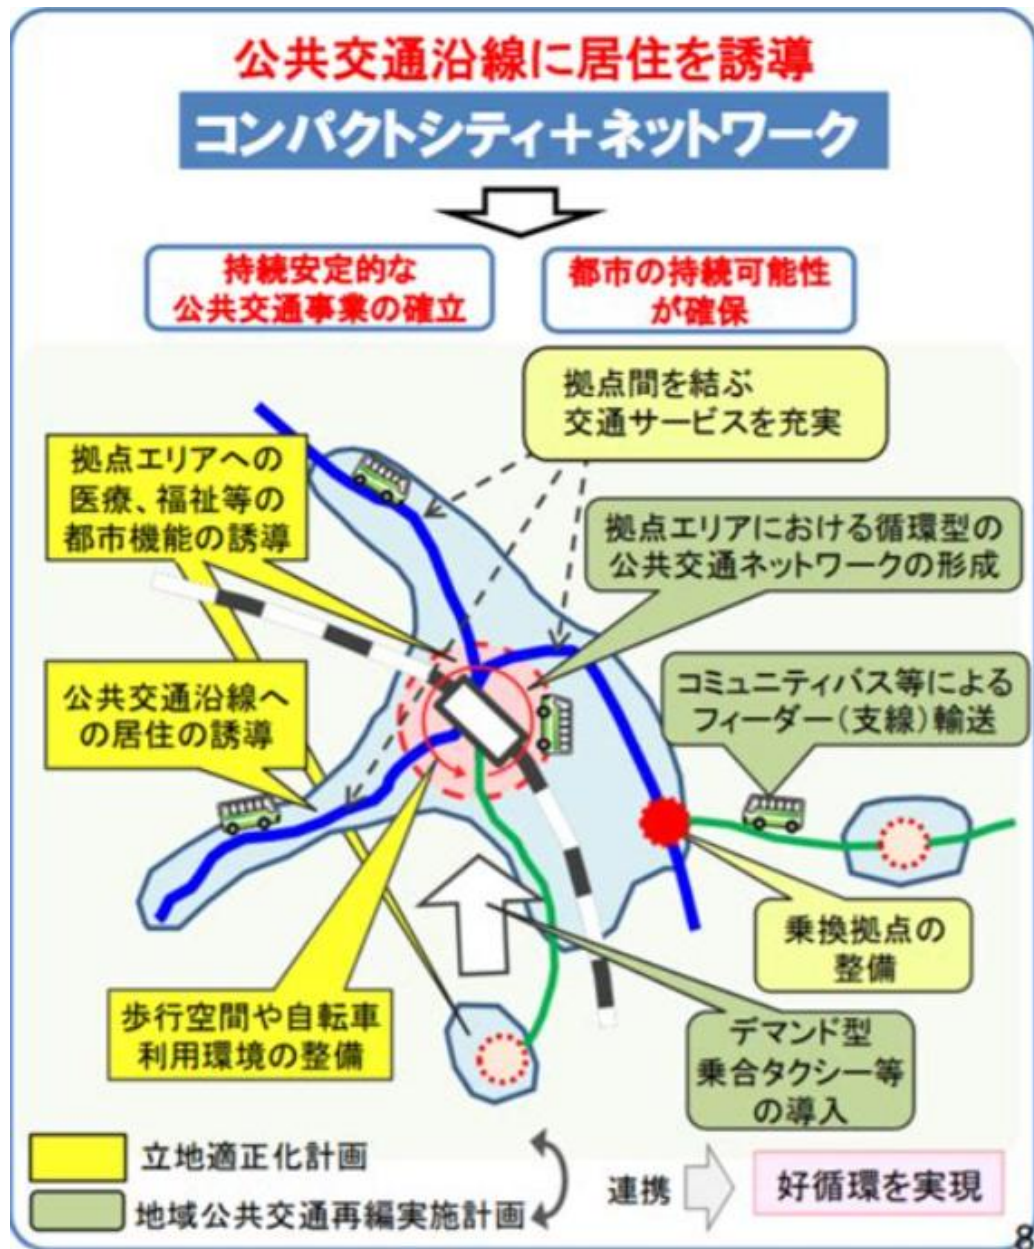 公共交通沿線に居住を誘導
コンパクトシティ＋ネットワーク
持続安定的な
公共交通事業の確立
都市の持続可能性
が確保
拠点間を結ぶ
交通サービスを充実
拠点エリアへの
医療、福祉等の
都市機能の誘導
拠点エリアにおける循環型の
公共交通ネットワークの形成
公共交通沿線へ
の居住の誘導
コミュニティバス等による
フィーダー（支線）輸送
乗換拠点の
整備
歩行空間や自転車
利用環境の整備
デマンド型
乗合タクシー等
の導入
立地適正化計画
地域公共交通再編実施計画
連携
好循環を実現
8